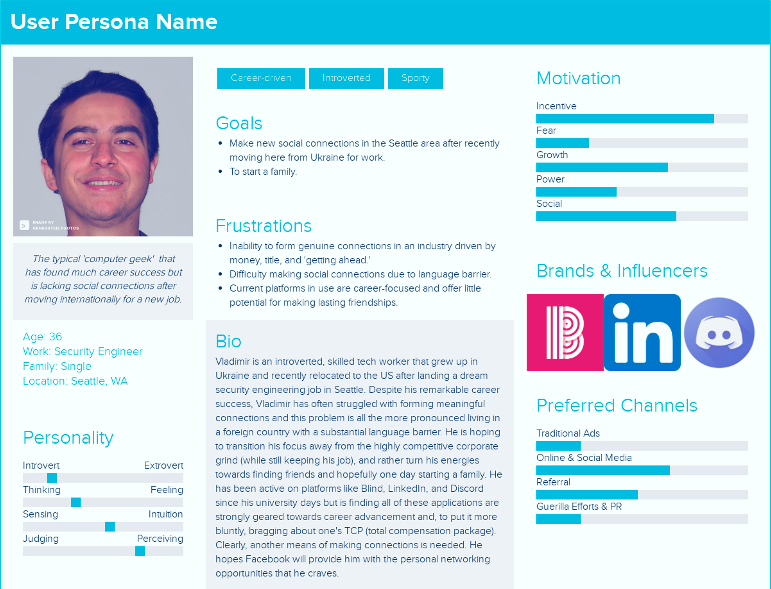 User Persona Name
IMAGE BY
GENERATED PHOTOS
The typical 'computer geek' that
has found much career success but
is lacking social connections after
moving internationally for a new job.
Age: 36
Work: Security Engineer
Family: Single
Location: Seattle, WA
Personality
Introvert Extrovert
Thinking Feeling
Sensing Intuition
Judging Perceiving
Career-driven Introverted Sporty
Goals
• Make new social connections in the Seattle area after recently
moving here from Ukraine for work.
• To start a family.
Frustrations
• Inability to form genuine connections in an industry driven by
money, title, and 'getting ahead.'
• Difficulty making social connections due to language barrier.
• Current platforms in use are career-focused and offer little
potential for making lasting friendships.
Bio
Vladimir is an introverted, skilled tech worker that grew up in
Ukraine and recently relocated to the US after landing a dream
security engineering job in Seattle. Despite his remarkable career
success, Vladimir has often struggled with forming meaningful
connections and this problem is all the more pronounced living in
a foreign country with a substantial language barrier. He is hoping
to transition his focus away from the highly competitive corporate
grind (while still keeping his job), and rather turn his energies
towards finding friends and hopefully one day starting a family. He
has been active on platforms like Blind, LinkedIn, and Discord
since his university days but is finding all of these applications are
strongly geared towards career advancement and, to put it more
bluntly, bragging about one's TCP (total compensation package).
Clearly, another means of making connections is needed. He
hopes Facebook will provide him with the personal networking
opportunities that he craves.
Motivation
Incentive
Fear
Growth
Power
Social
Brands & Influencers
B in
Preferred Channels
Traditional Ads
Online & Social Media
Referral
Guerilla Efforts & PR